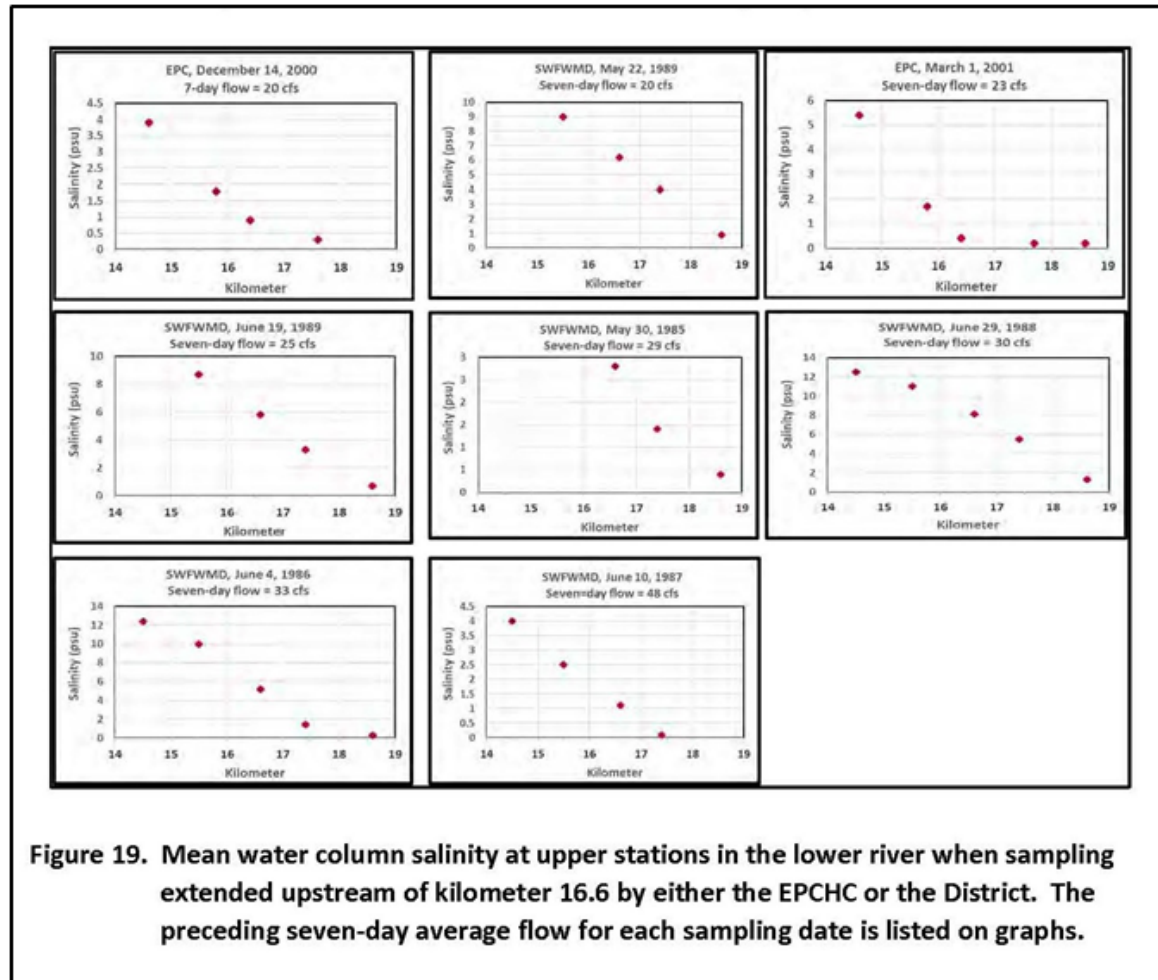 EPC, December 14, 2000
7-day flow = 20 cfs
Salinity (psu)
4.5
4
3.5
3
2.5
2
1.5
1
0.5
0
14 15 16 17 18 19
Kilometer
SWFWMD, May 22, 1989
Seven-day flow = 20 cfs
Salinity (psu)
10
9
8
7
6
5
4
3
2
1
0
14 15 16 17 18 19
Kilometer
EPC, March 1, 2001
Seven-day flow = 23 cfs
Salinity (psu)
6
5
4
3
2
1
0
14 15 16 17 18 19
Kilometer
SWFWMD, June 19, 1989
Seven-day flow = 25 cfs
Salinity (psu)
10
8
6
4
2
0
14 15 16 17 18 19
Kilometer
SWFWMD, May 30, 1985
Seven-day flow = 29 cfs
Salinity (psu)
3
3
2
2
1
1
0
14 15 16 17 18 19
Kilometer
SWFWMD, June 29, 1988
Seven-day flow = 30 cfs
Salinity (psu)
14
12
10
8
6
4
2
0
14 15 16 17 18 19
Kilometer
SWFWMD, June 4, 1986
Seven-day flow = 33 cfs
Salinity (psu)
14
12
10
8
6
4
2
0
14 15 16 17 18 19
Kilometer
SWFWMD, June 10, 1987
Seven=day flow = 48 cfs
Salinity (psu)
4.5
4
3.5
3
2.5
2
1.5
1
0.5
0
14 15 16 17 18 19
Kilometer
Figure 19. Mean water column salinity at upper stations in the lower river when sampling
extended upstream of kilometer 16.6 by either the EPCHC or the District. The
preceding seven-day average flow for each sampling date is listed on graphs.